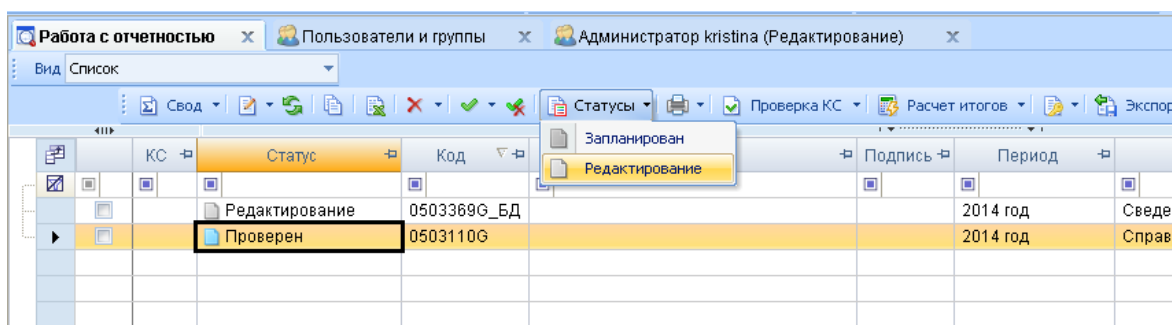 Работа с отчетностью x Пользователи и группы x Администратор kristina (Редактирование) x
Вид Список
Свод Статусы Проверка КС Расчет итогов Экспор
Запланирован
КС Статус Код Подпись Период
Редактирование
Редактирование 0503369G_БД 2014 год Сведе
Проверен 0503110G 2014 год Справ